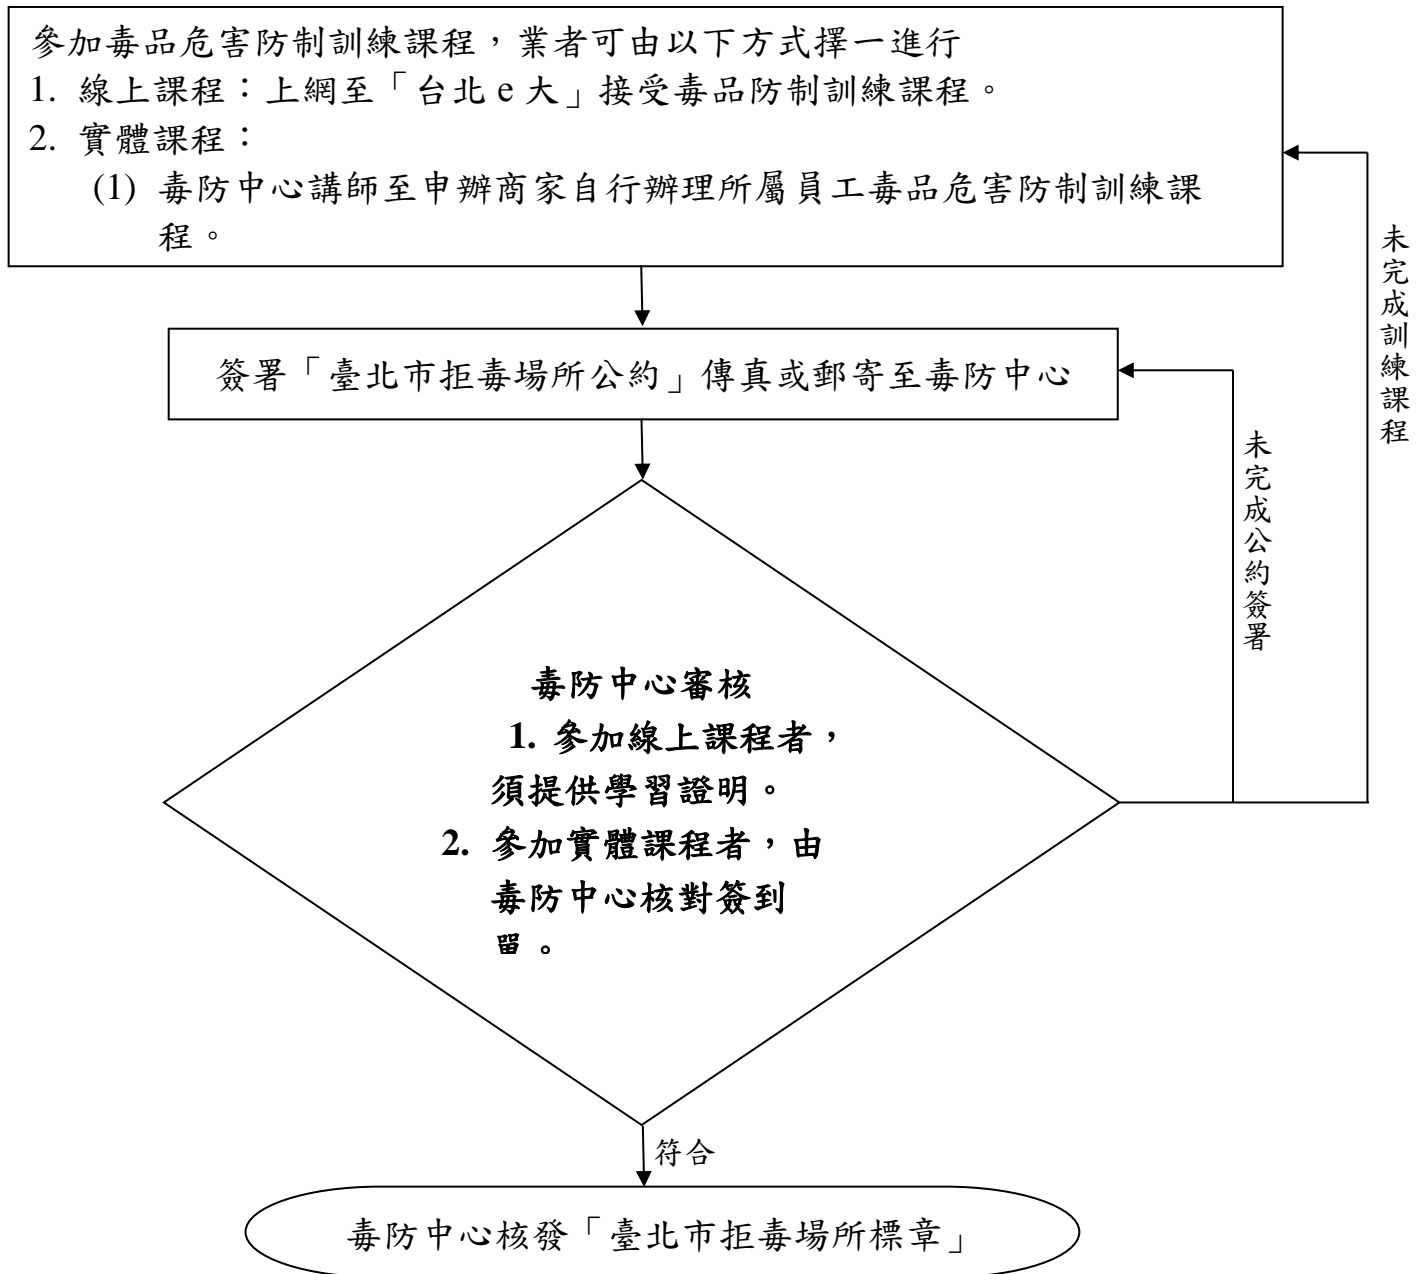 參加毒品危害防制訓練課程，業者可由以下方式擇一進行
1. 線上課程：上網至「台北 e 大」接受毒品防制訓練課程。
2. 實體課程：
(1) 毒防中心講師至申辦商家自行辦理所屬員工毒品危害防制訓練課
程。
簽署「臺北市拒毒場所公約」傳真或郵寄至毒防中心
未完成訓練課程
未完成公約簽署
毒防中心審核
1. 參加線上課程者，
須提供學習證明。
2. 參加實體課程者，由
毒防中心核對簽到
。
符合
毒防中心核發「臺北市拒毒場所標章」